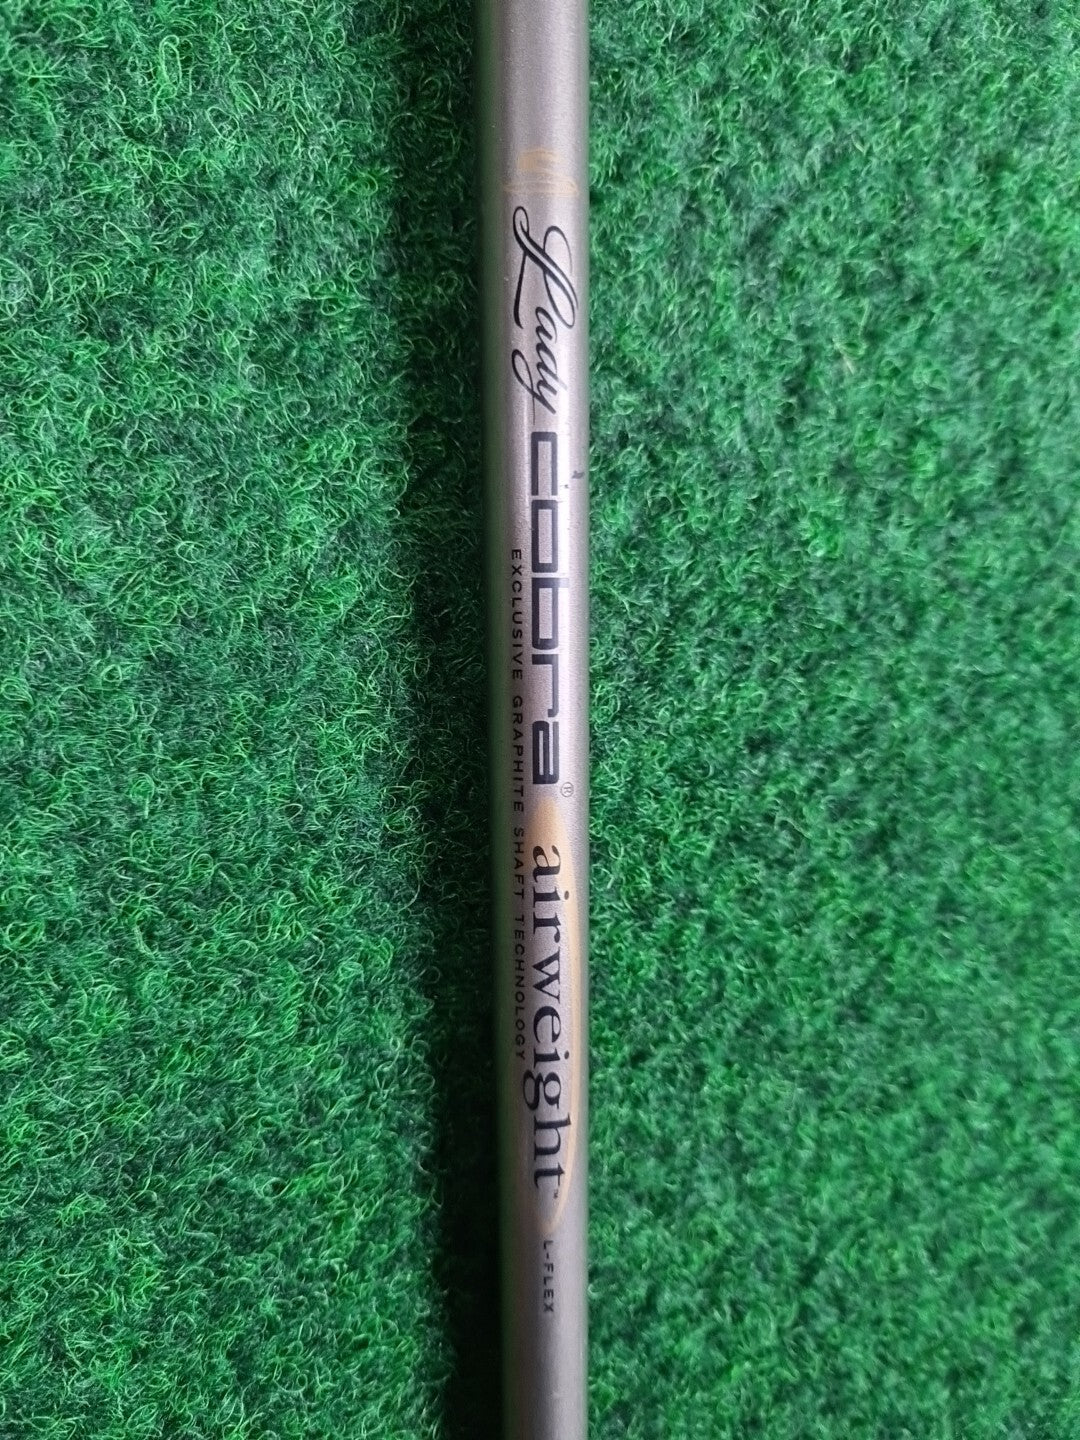 Lady cobra® airweight™ L-FLEX
EXCLUSIVE GRAPHITE SHAFT TECHNOLOGY